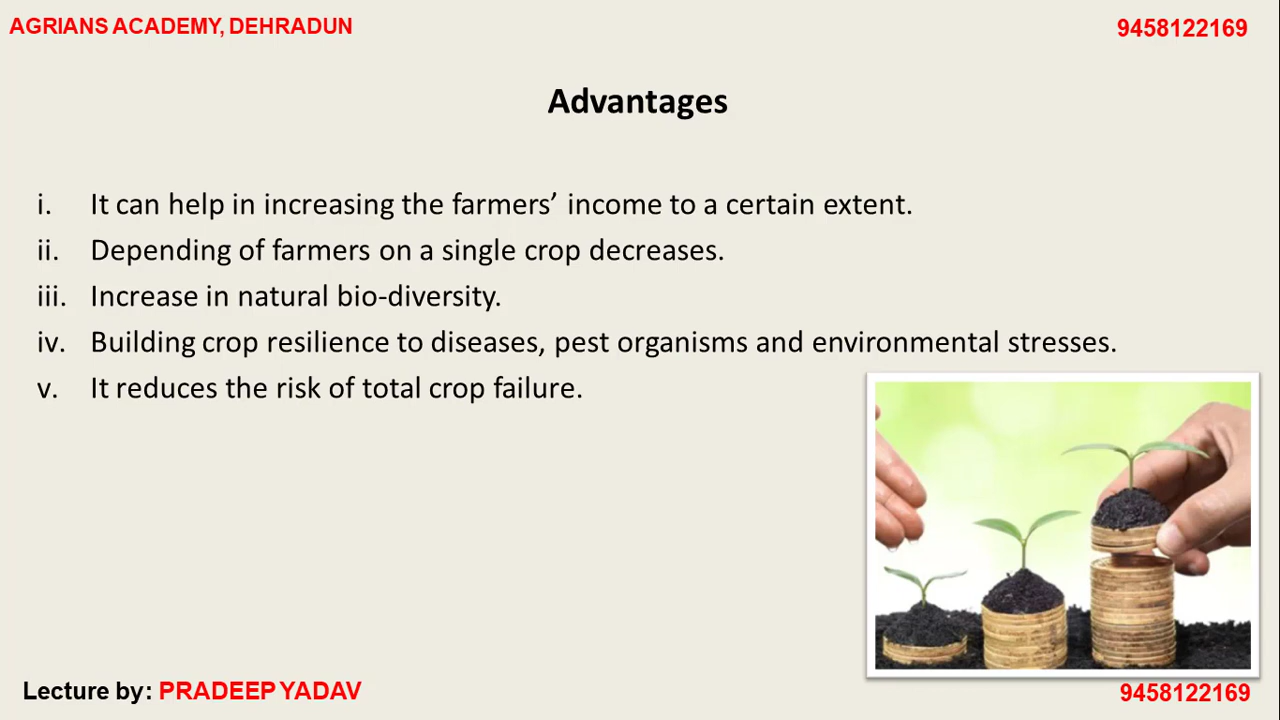 AGRIANS ACADEMY, DEHRADUN
9458122169
Advantages
i. It can help in increasing the farmers’ income to a certain extent.
ii. Depending of farmers on a single crop decreases.
iii. Increase in natural bio-diversity.
iv. Building crop resilience to diseases, pest organisms and environmental stresses.
v. It reduces the risk of total crop failure.
Lecture by: PRADEEP YADAV
9458122169